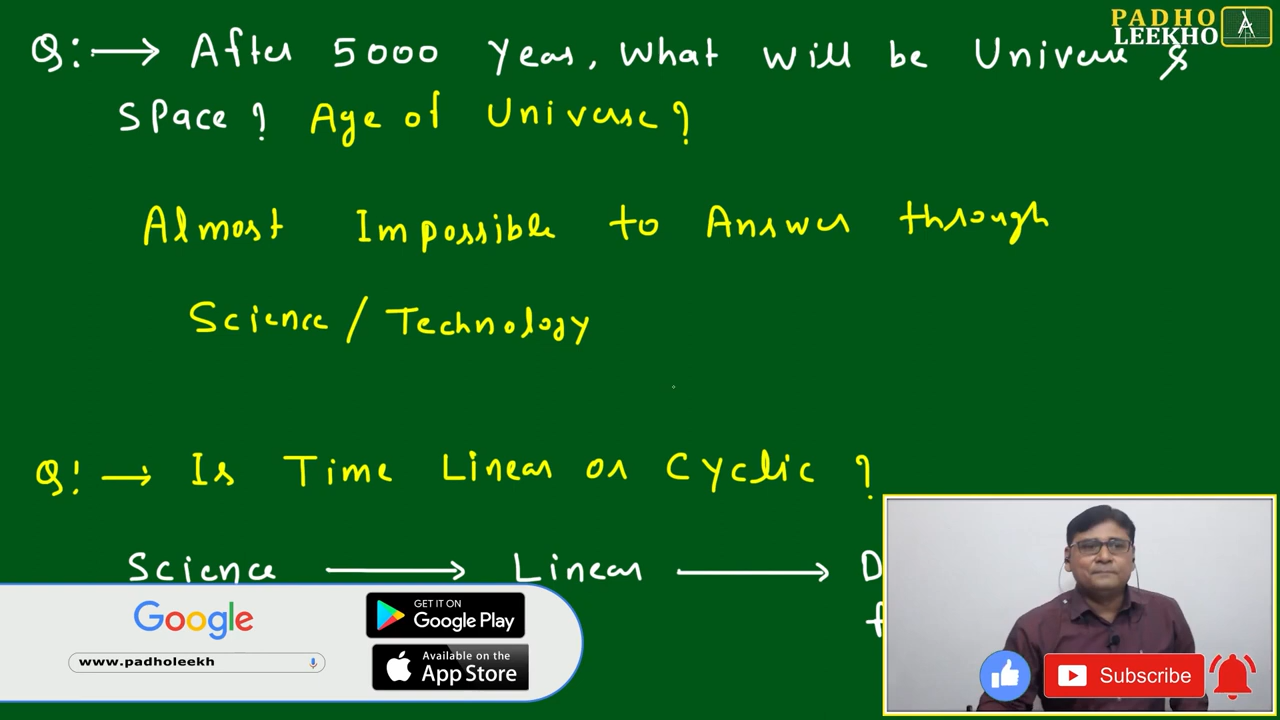 PADHO
LEEKHO
Q:→ After 5000 Year, What will be Universe &
Space? Age of Universe?
Almost Impossible to Answer through
Science / Technology
Q:→ Is Time Linear or Cyclic?
Science → Linear →
Google
GET IT ON
Google Play
www.padholeekh
Available on the
App Store
Subscribe